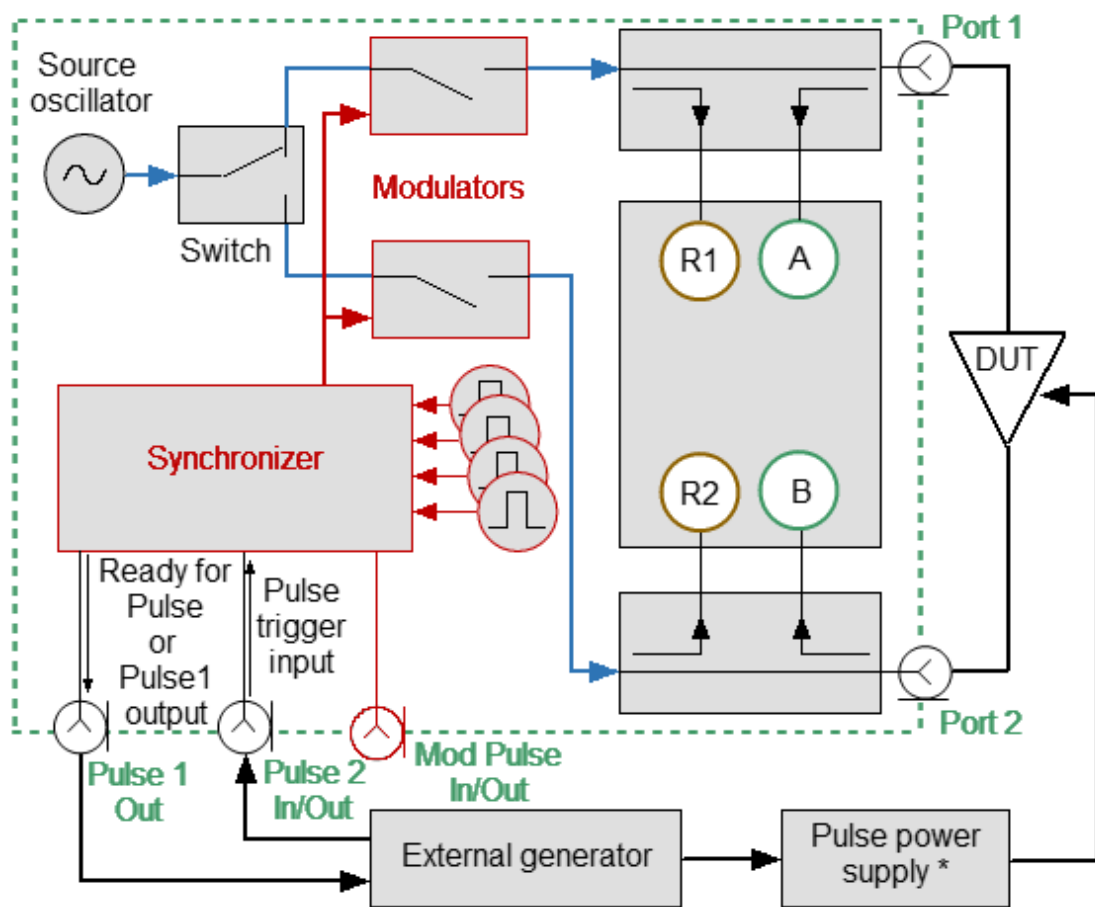 Port 1
Source
oscillator
Modulators
Switch
R1
A
DUT
Synchronizer
R2
B
Ready for
Pulse
or
Pulse1
output
Pulse
trigger
input
Port 2
Pulse 1
Out
Pulse 2
In/Out
Mod Pulse
In/Out
External generator
Pulse power
supply *